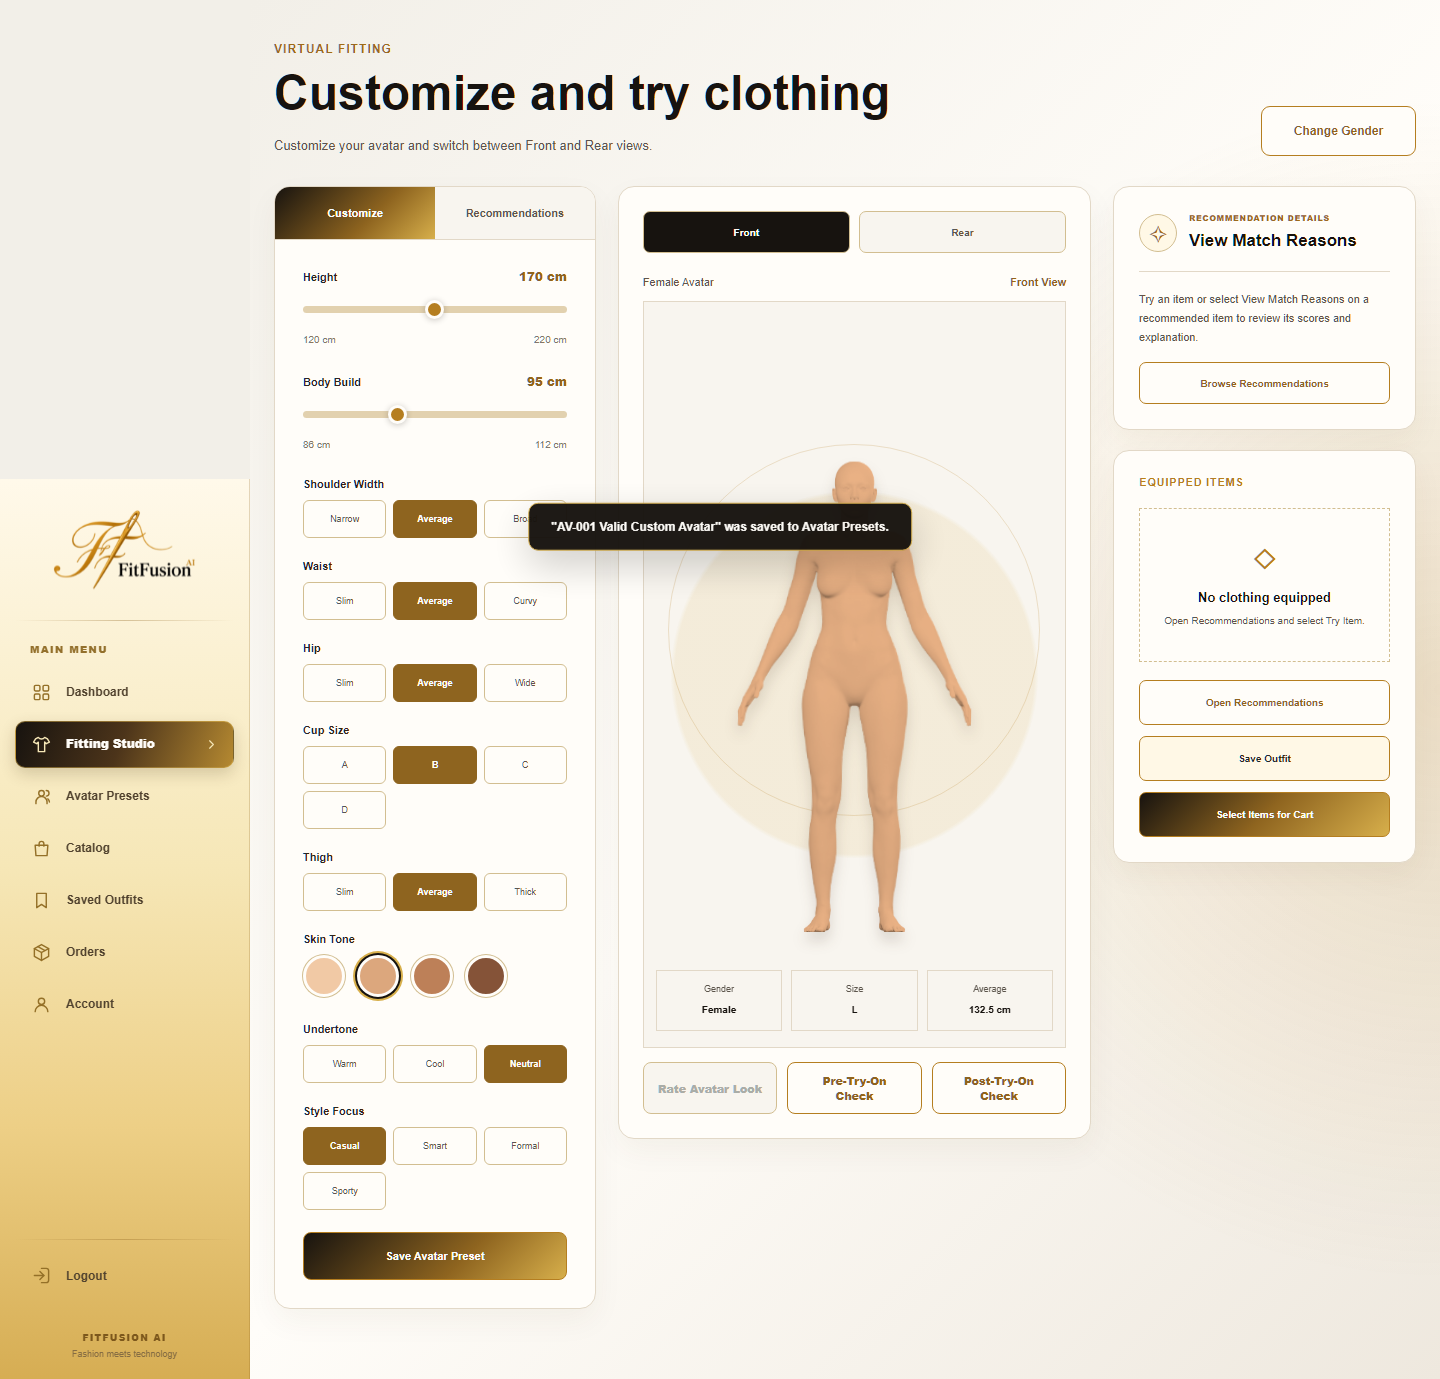 VIRTUAL FITTING
Customize and try clothing
Customize your avatar and switch between Front and Rear views.
Change Gender
FitFusion AI
MAIN MENU
Dashboard
Fitting Studio
Avatar Presets
Catalog
Saved Outfits
Orders
Account
Logout
FITFUSION AI
Fashion meets technology
Customize
Recommendations
Height
170 cm
120 cm
220 cm
Body Build
95 cm
86 cm
112 cm
Shoulder Width
Narrow
Average
Waist
Slim
Average
Curvy
Hip
Slim
Average
Wide
Cup Size
A
B
C
D
Thigh
Slim
Average
Thick
Skin Tone
Undertone
Warm
Cool
Neutral
Style Focus
Casual
Smart
Formal
Sporty
Save Avatar Preset
Front
Rear
Female Avatar
Front View
"AV-001 Valid Custom Avatar" was saved to Avatar Presets.
Gender
Female
Size
L
Average
132.5 cm
Rate Avatar Look
Pre-Try-On
Check
Post-Try-On
Check
RECOMMENDATION DETAILS
View Match Reasons
Try an item or select View Match Reasons on a
recommended item to review its scores and
explanation.
Browse Recommendations
EQUIPPED ITEMS
No clothing equipped
Open Recommendations and select Try Item.
Open Recommendations
Save Outfit
Select Items for Cart